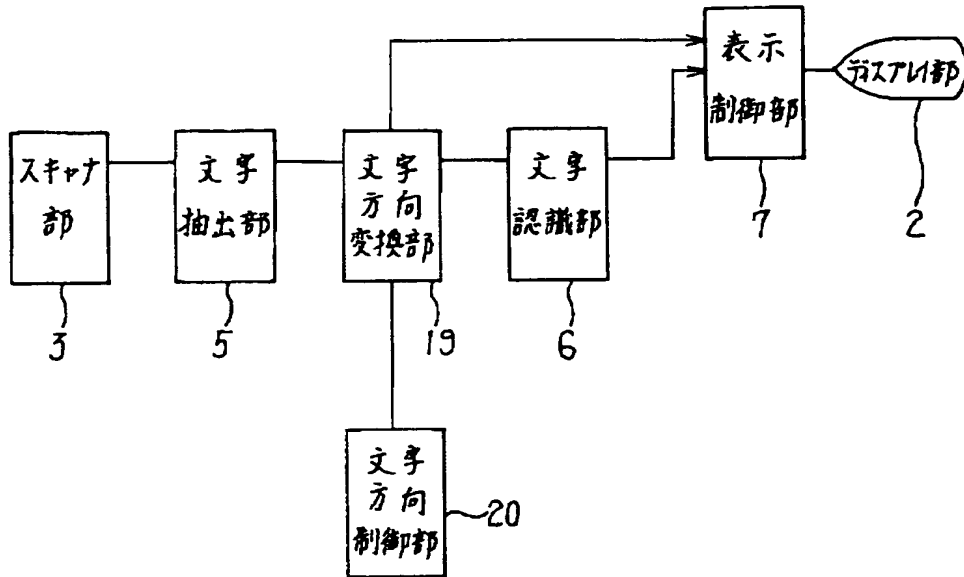 表示
制御部
ディスプレイ部
スキャナ
部
文字
抽出部
文字
方向
変換部
文字
認識部
7
2
3
5
19
6
文字
方向
制御部
20